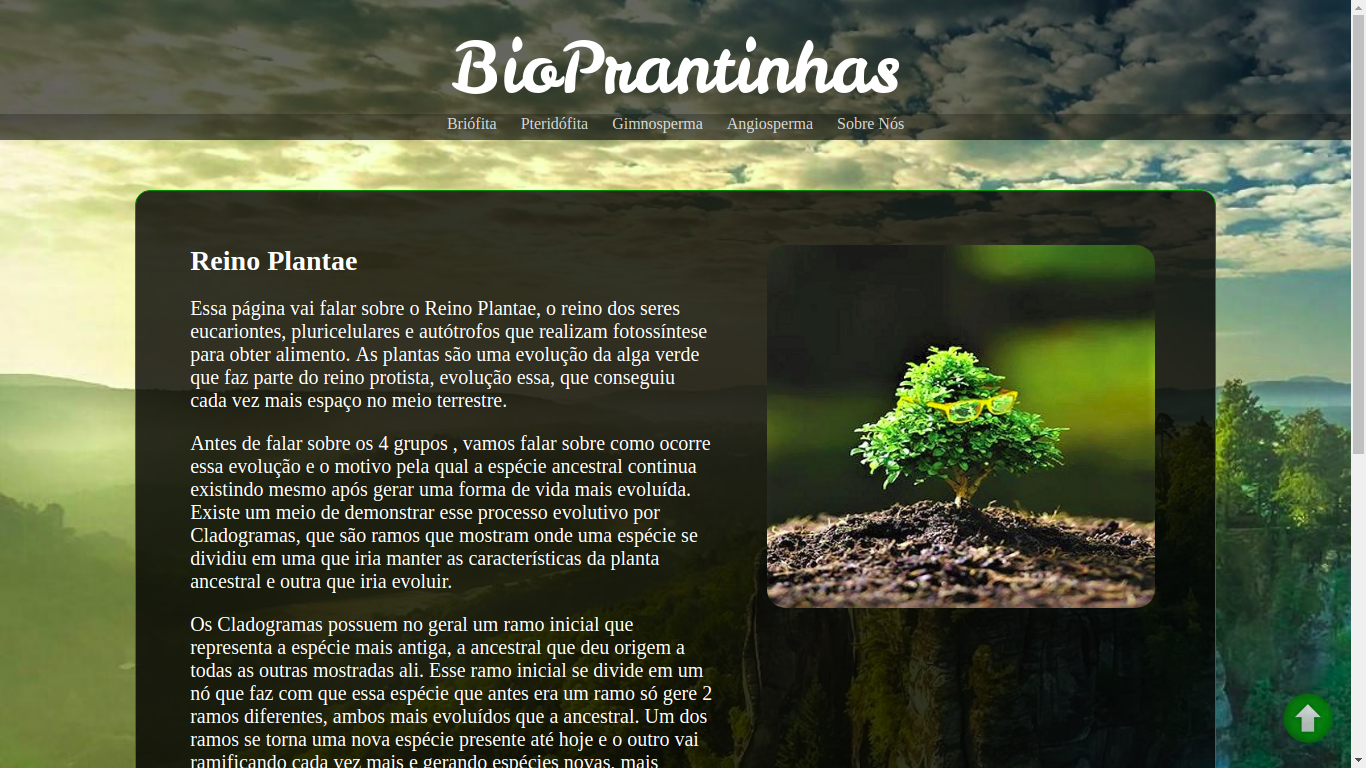 BioPrantinhas
Briófita Pteridófita Gimnosperma Angiosperma Sobre Nós
Reino Plantae
Essa página vai falar sobre o Reino Plantae, o reino dos seres
eucariontes, pluricelulares e autótrofos que realizam fotossíntese
para obter alimento. As plantas são uma evolução da alga verde
que faz parte do reino protista, evolução essa, que conseguiu
cada vez mais espaço no meio terrestre.
Antes de falar sobre os 4 grupos , vamos falar sobre como ocorre
essa evolução e o motivo pela qual a espécie ancestral continua
existindo mesmo após gerar uma forma de vida mais evoluída.
Existe um meio de demonstrar esse processo evolutivo por
Cladogramas, que são ramos que mostram onde uma espécie se
dividiu em uma que iria manter as características da planta
ancestral e outra que iria evoluir.
Os Cladogramas possuem no geral um ramo inicial que
representa a espécie mais antiga, a ancestral que deu origem a
todas as outras mostradas ali. Esse ramo inicial se divide em um
nó que faz com que essa espécie que antes era um ramo só gere 2
ramos diferentes, ambos mais evoluídos que a ancestral. Um dos
ramos se torna uma nova espécie presente até hoje e o outro vai
ramificando cada vez mais e gerando espécies novas, mais